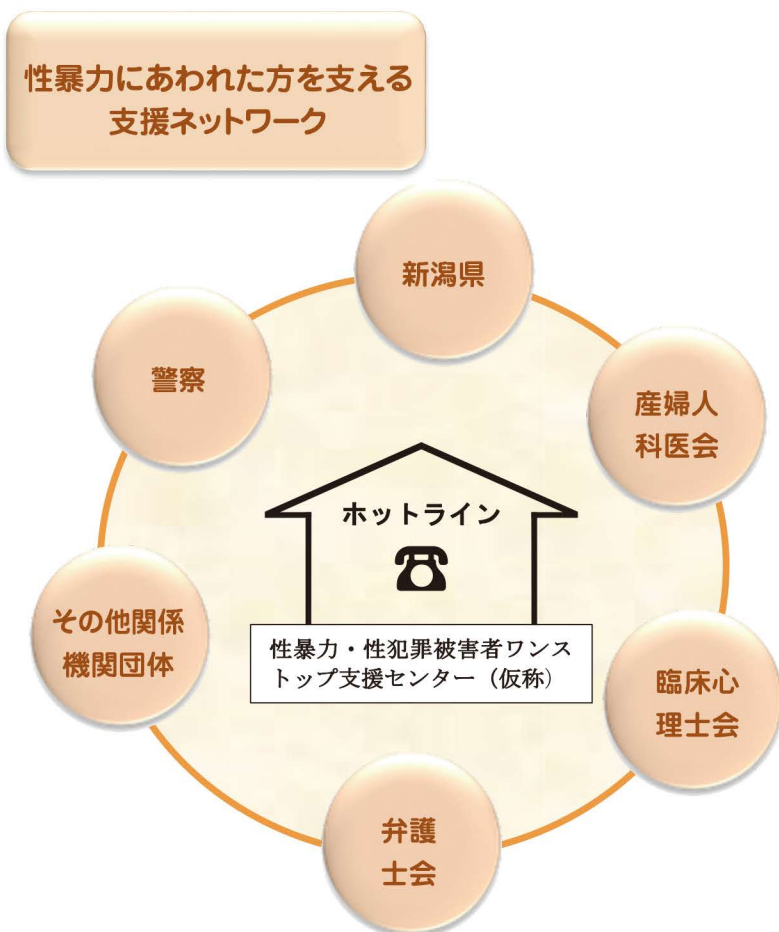 性暴力にあわれた方を支える
支援ネットワーク
新潟県
警察
産婦人
科医会
ホットライン
その他関係
機関団体
性暴力・性犯罪被害者ワンス
トップ支援センター（仮称）
臨床心
理士会
弁護
士会